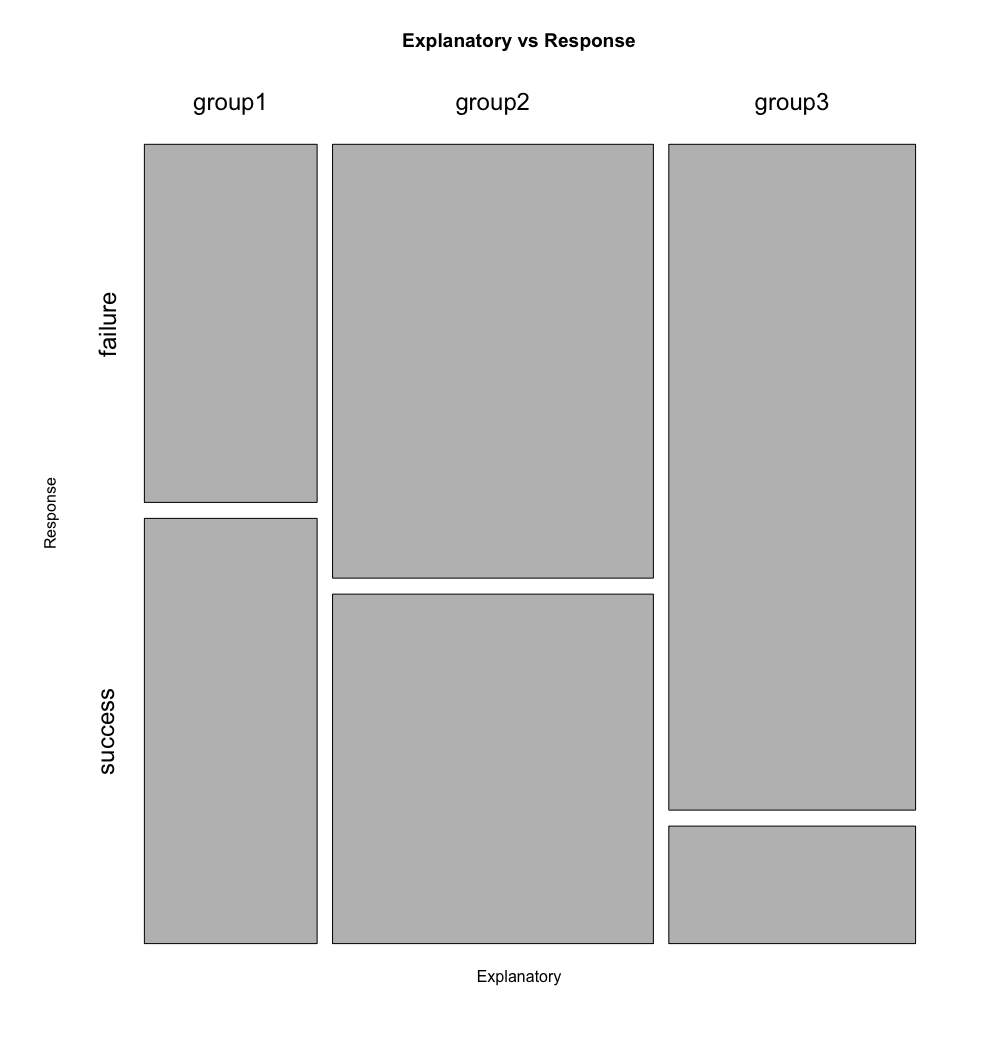 Explanatory vs Response
group1 group2 group3
failure
Response
success
Explanatory